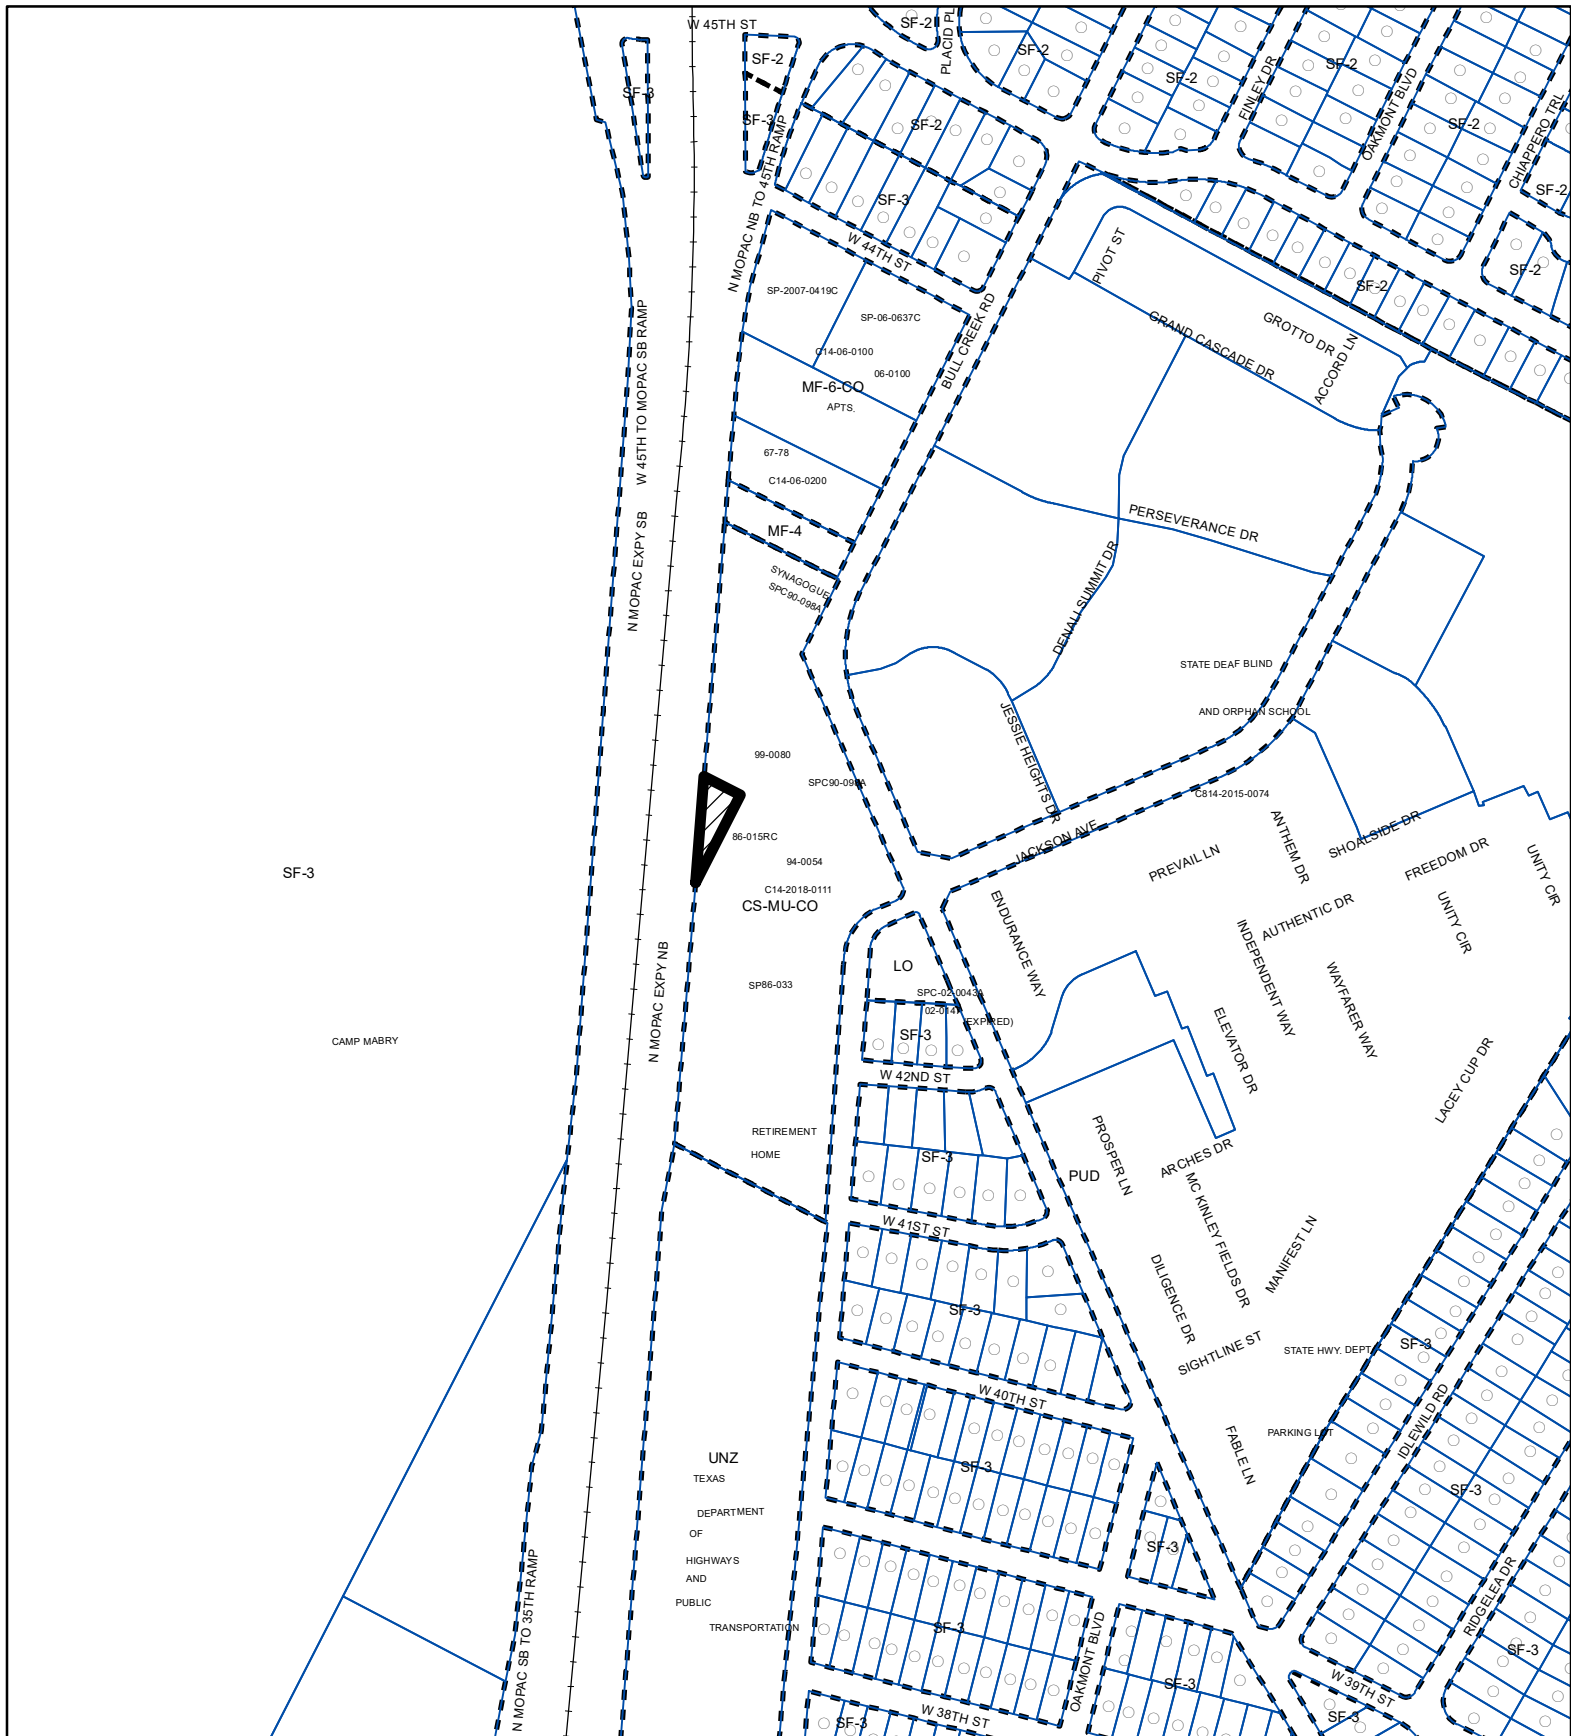 W 45TH ST
SF-2
PLACID PL
SF-2
SF-2
FINLEY DR
SF-2
OAKMONT BLVD
SF-2
CHIAPPERO TRL
SF-2
SF-3
SF-2
SF-3
SF-2
SF-3
N MOPAC NB TO 45TH RAMP
W 44TH ST
BULL CREEK RD
PIVOT ST
SF-2
SF-2
GRAND CASCADE DR
GROTTO DR
ACCORD LN
SP-2007-0419C
SP-06-0637C
C14-06-0100
06-0100
MF-6-CO
APTS.
W 45TH TO MOPAC SB RAMP
67-78
C14-06-0200
N MOPAC EXPY SB
MF-4
PERSEVERANCE DR
SYNAGOGUE
SPC90-098A
DENALI SUMMIT DR
STATE DEAF BLIND
AND ORPHAN SCHOOL
JESSIE HEIGHTS DR
99-0080
SPC90-098A
C814-2015-0074
86-015RC
JACKSON AVE
ANTHEM DR
SHOALSIDE DR
PREVAIL LN
FREEDOM DR
UNITY CIR
94-0054
SF-3
C14-2018-0111
CS-MU-CO
ENDURANCE WAY
AUTHENTIC DR
UNITY CIR
INDEPENDENT WAY
WAYFARER WAY
LO
SP86-033
SPC-02-0043A
02-0147
(EXPIRED)
N MOPAC EXPY NB
CAMP MABRY
SF-3
ELEVATOR DR
W 42ND ST
LACEY CUP DR
RETIREMENT
HOME
SF-3
PUD
PROSPER LN
ARCHES DR
MC KINLEY FIELDS DR
W 41ST ST
MANIFEST LN
DILIGENCE DR
SF-3
SIGHTLINE ST
STATE HWY. DEPT.
SF-3
W 40TH ST
IDLEWILD RD
FABLE LN
PARKING LOT
UNZ
TEXAS
DEPARTMENT
OF
HIGHWAYS
AND
PUBLIC
TRANSPORTATION
SF-3
SF-3
SF-3
N MOPAC SB TO 35TH RAMP
RIDGELEA DR
SF-3
OAKMONT BLVD
SF-3
SF-3
W 39TH ST
W 38TH ST
SF-3
SF-3